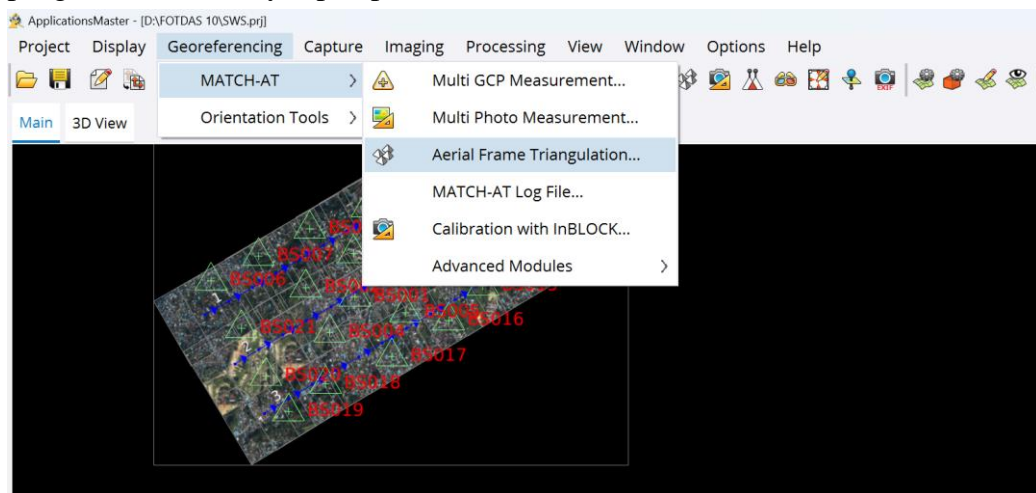 ApplicationsMaster - [D:\FOTDAS 10\SWS.prj]
Project Display Georeferencing Capture Imaging Processing View Window Options Help
MATCH-AT
Orientation Tools
Multi GCP Measurement...
Multi Photo Measurement...
Aerial Frame Triangulation...
MATCH-AT Log File...
Calibration with InBLOCK...
Advanced Modules
EXIF
Main 3D View
BS007
BS006
1
BS016
BS021
BS004
2
BS017
BS020
BS018
3
BS019